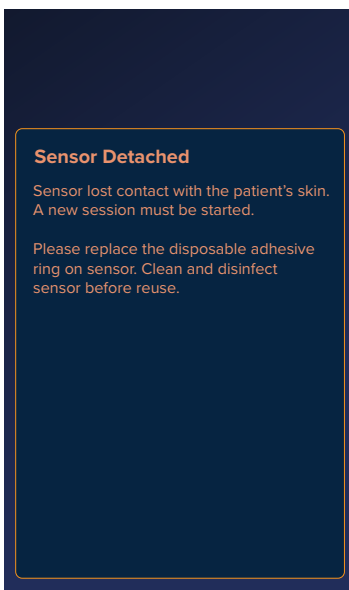 Sensor Detached
Sensor lost contact with the patient's skin.
A new session must be started.
Please replace the disposable adhesive
ring on sensor. Clean and disinfect
sensor before reuse.